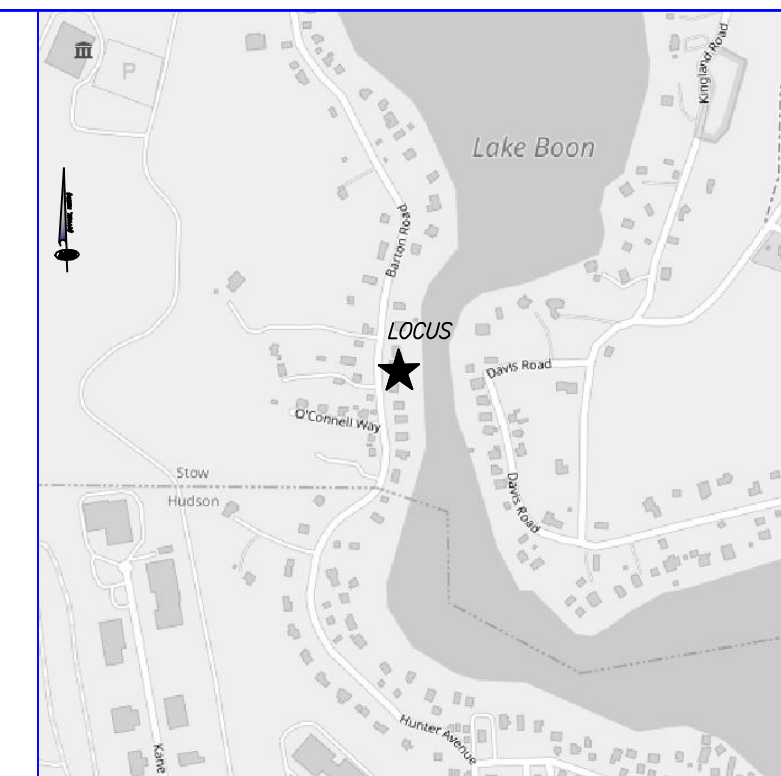 Kingland Road
P
Lake Boon
Barton Road
LOCUS
Davis Road
O'Connell Way
Stow
Hudson
Davis Road
Hunter Avenue
Kane